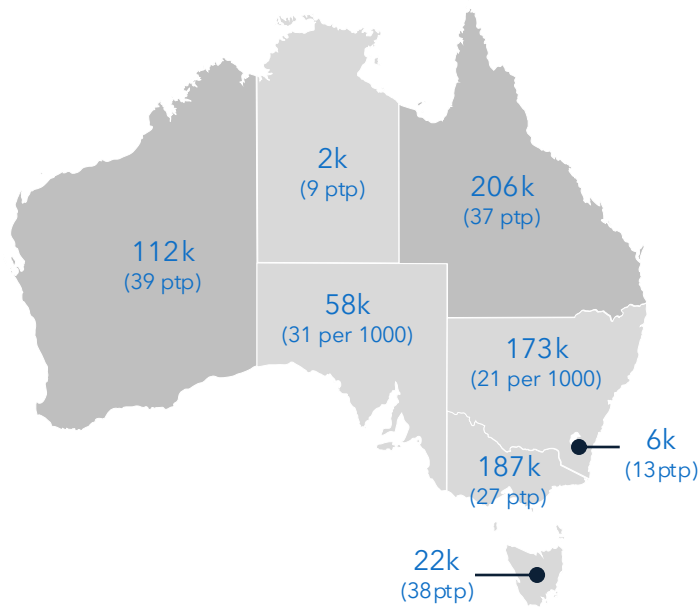 2k
(9 ptp)
206k
(37 ptp)
112k
(39 ptp)
58k
(31 per 1000)
173k
(21 per 1000)
6k
(13ptp)
187k
(27 ptp)
22k
(38ptp)